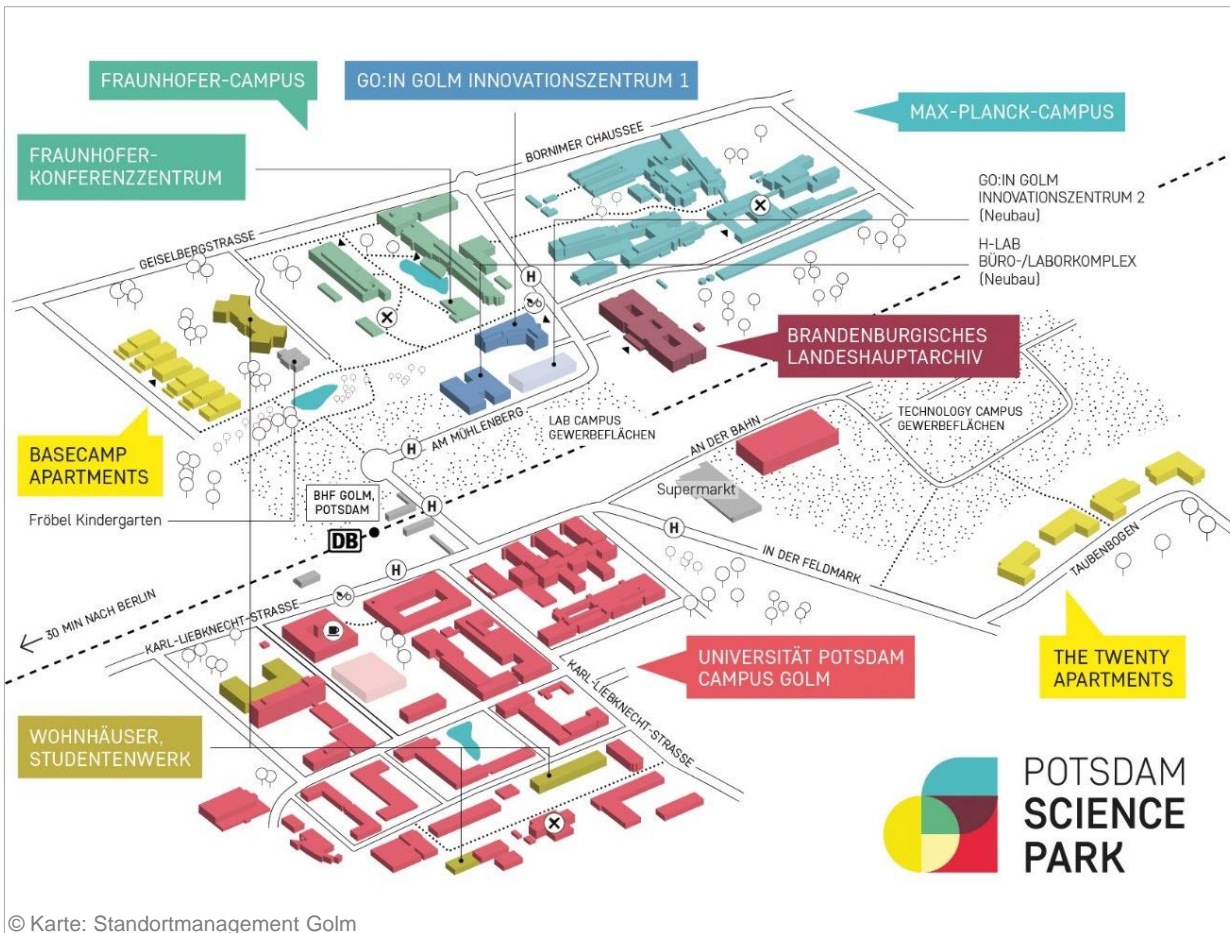 FRAUNHOFER-CAMPUS
GO:IN GOLM INNOVATIONSZENTRUM 1
MAX-PLANCK-CAMPUS
FRAUNHOFER-
KONFERENZZENTRUM
BORNIMER CHAUSSEE
GO:IN GOLM
INNOVATIONSZENTRUM 2
(Neubau)
GEISELBERGSTRASSE
H-LAB
BÜRO-/LABORKOMPLEX
(Neubau)
H
BRANDENBURGISCHES
LANDESHAUPTARCHIV
BASECAMP
APARTMENTS
AM MÜHLENBERG
LAB CAMPUS
GEWERBEFLÄCHEN
AN DER BAHN
TECHNOLOGY CAMPUS
GEWERBEFLÄCHEN
H
Fröbel Kindergarten
BHF GOLM,
POTSDAM
H
Supermarkt
DB
H
H
IN DER FELDMARK
TAUBENBOGEN
30 MIN NACH BERLIN
KARL-LIEBKNECHT-STRASSE
UNIVERSITÄT POTSDAM
CAMPUS GOLM
THE TWENTY
APARTMENTS
KARL-LIEBKNECHT-STRASSE
WOHNHÄUSER,
STUDENTENWERK
POTSDAM
SCIENCE
PARK
© Karte: Standortmanagement Golm